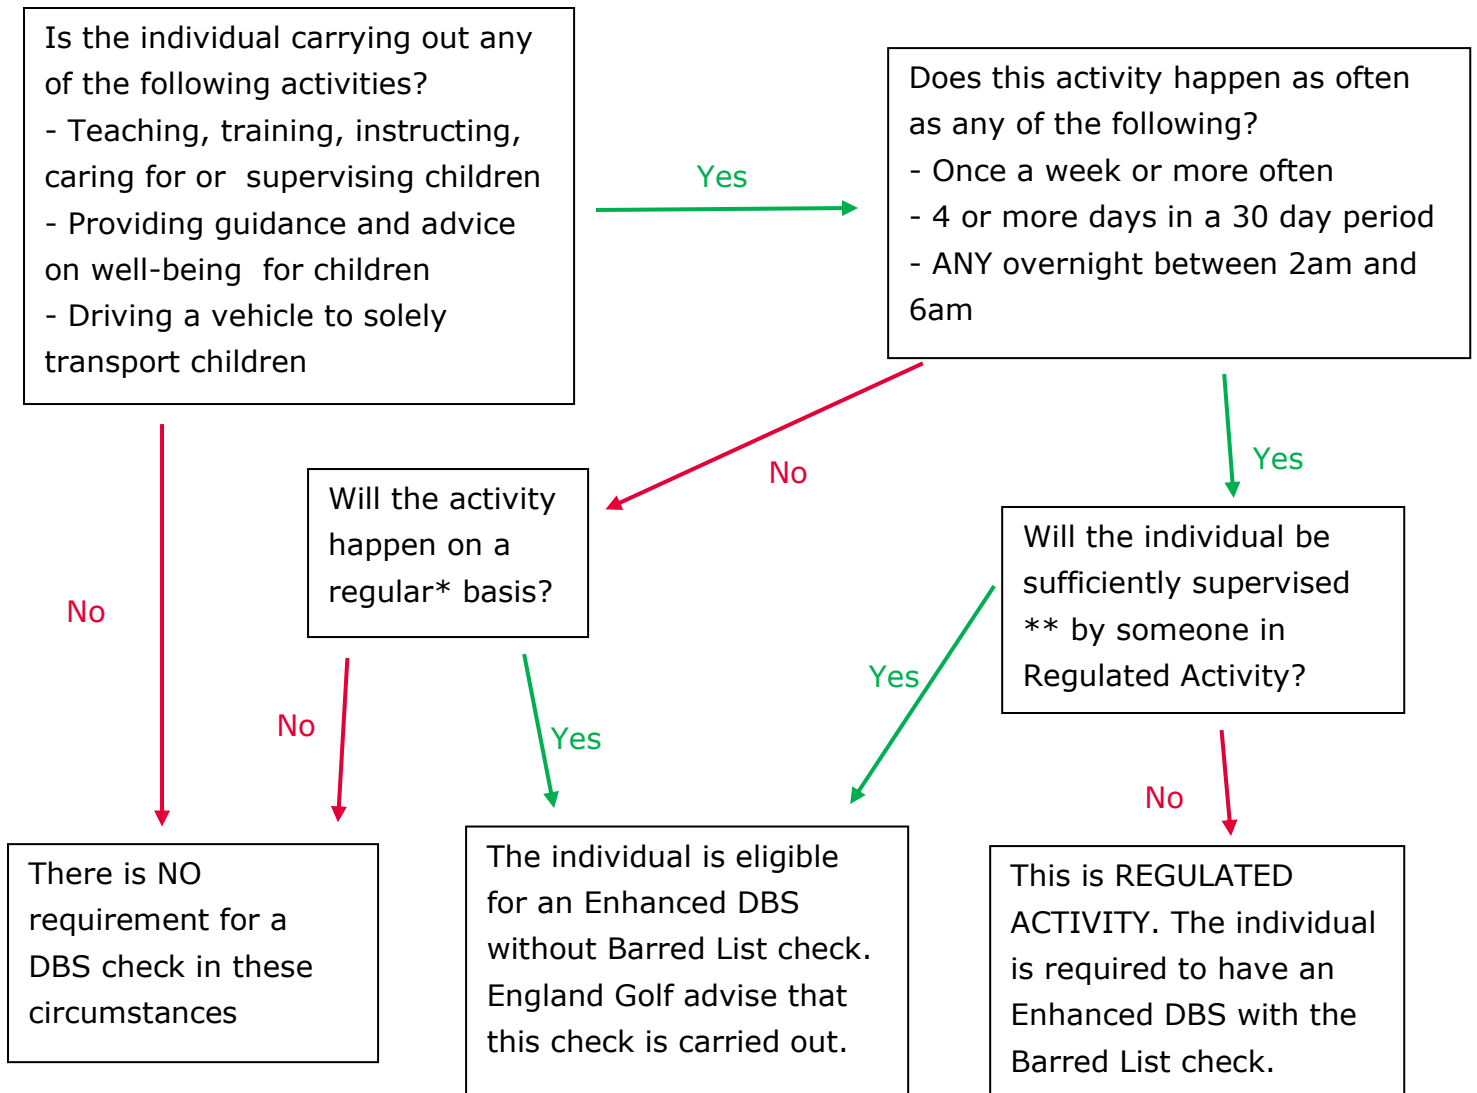 Is the individual carrying out any
of the following activities?
- Teaching, training, instructing,
caring for or  supervising children
- Providing guidance and advice
on well-being  for children
- Driving a vehicle to solely
transport children
Yes
Does this activity happen as often
as any of the following?
- Once a week or more often
- 4 or more days in a 30 day period
- ANY overnight between 2am and
6am
No
Yes
Will the activity
happen on a
regular* basis?
Will the individual be
sufficiently supervised
** by someone in
Regulated Activity?
No
No
Yes
Yes
No
There is NO
requirement for a
DBS check in these
circumstances
The individual is eligible
for an Enhanced DBS
without Barred List check.
England Golf advise that
this check is carried out.
This is REGULATED
ACTIVITY. The individual
is required to have an
Enhanced DBS with the
Barred List check.